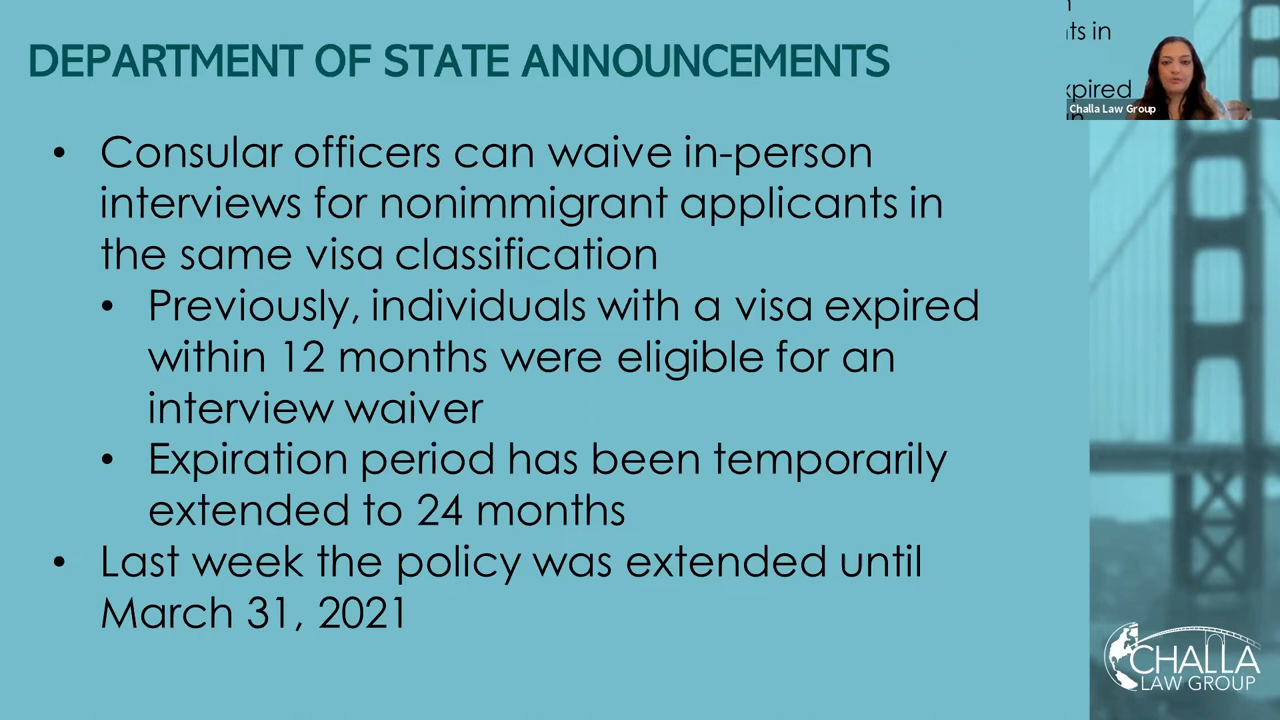 DEPARTMENT OF STATE ANNOUNCEMENTS
• Consular officers can waive in-person
interviews for nonimmigrant applicants in
the same visa classification
• Previously, individuals with a visa expired
within 12 months were eligible for an
interview waiver
• Expiration period has been temporarily
extended to 24 months
• Last week the policy was extended until
March 31, 2021
in
xpired
Challa Law Group
CHALLA
LAW GROUP